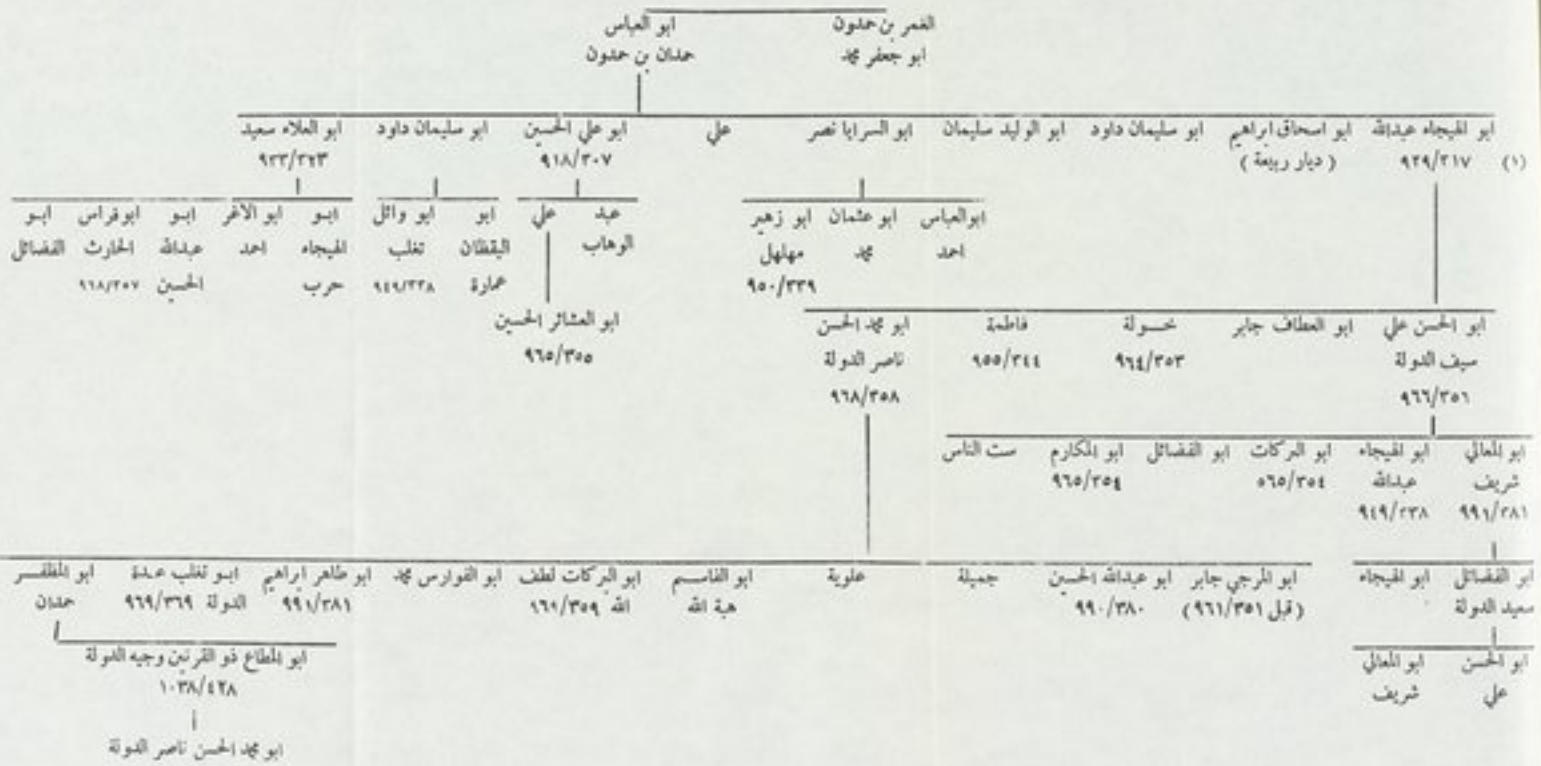 الغمر بن حمدون ابو العباس
ابو جعفر محمد حمدان بن حمدون
ابو الهيجاء عبدالله ابو اسحاق ابراهيم ابو سليمان داود ابو الوليد سليمان ابو السرايا نصر علي ابو علي الحسين ابو سليمان داود ابو العلاء سعيد
(١) ٩٢٩/٣١٧ (ديار ربيعة) ٩١٨/٣٠٧ ٩٣٣/٣٢٣
ابوالعباس ابو عثمان ابو زهير عبد علي ابو ابو وائل ابو ابو الاغر ابو ابوفراس ابو
احمد محمد مهلهل الوهاب اليقظان تغلب الهيجاء احمد عبدالله الحارث الفضائل
٩٥٠/٣٣٩ عمارة ٩٤٩/٣٣٨ حرب الحسين ٩٦٨/٣٥٧
ابو العشائر الحسين
٩٦٥/٣٥٥
ابو الحسن علي ابو العطاف جابر خولة فاطمة ابو محمد الحسن
سيف الدولة ٩٦٤/٣٥٣ ٩٥٥/٣٤٤ ناصر الدولة
٩٦٦/٣٥٦ ٩٦٨/٣٥٨
ابو المعالي ابو الهيجاء ابو البركات ابو الفضائل ابو المكارم ست الناس
شريف عبدالله ٥٦٥/٣٥٤ ٩٦٥/٣٥٤
٩٩١/٣٨١ ٩٤٩/٣٣٨
ابو الفضائل ابو الهيجاء ابو المرجي جابر ابو عبدالله الحسين جميلة علوية ابو القاسم ابو البركات لطف ابو الفوارس محمد ابو طاهر ابراهيم ابو تغلب عدة ابو المظفر
سعيد الدولة (قبل ٩٦١/٣٥١) ٩٩٠/٣٨٠ هبة الله الله ٩٦٩/٣٥٩ ٩٩١/٣٨١ الدولة ٩٦٩/٣٦٩ حمدان
ابو الحسن ابو المعالي ابو المطاع ذو القرنين وجيه الدولة
علي شريف ١٠٣٨/٤٢٨
ابو محمد الحسن ناصر الدولة